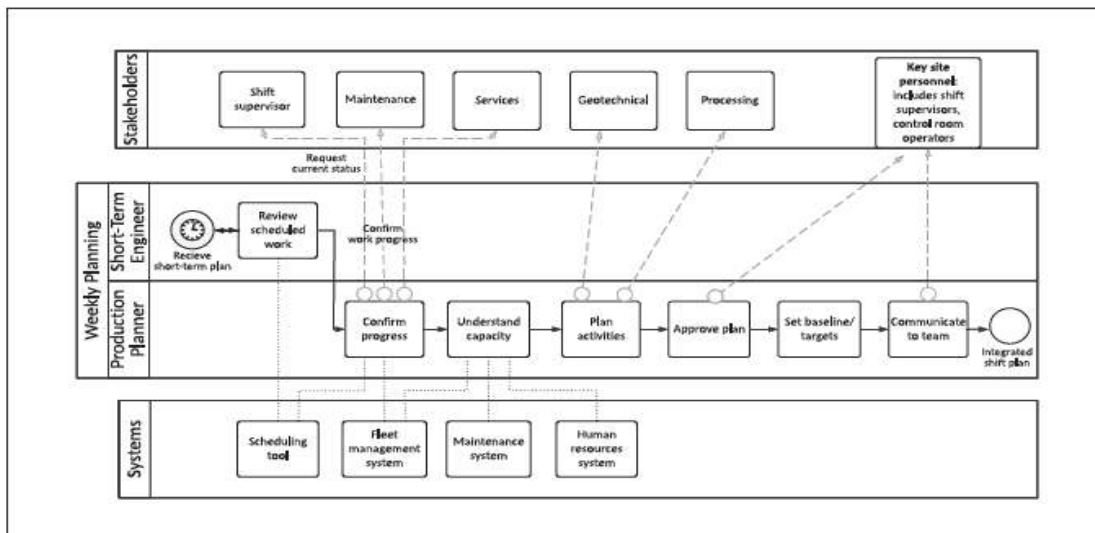 Stakeholders
Shift
supervisor
Maintenance
Services
Geotechnical
Processing
Key site
personnel:
includes shift
supervisors,
control room
operators
Request
current status
Weekly Planning
Short-Term
Engineer
Recieve
short-term plan
Review
scheduled
work
Confirm
work progress
Production
Planner
Confirm
progress
Understand
capacity
Plan
activities
Approve plan
Set baseline/
targets
Communicate
to team
Integrated
shift plan
Systems
Scheduling
tool
Fleet
management
system
Maintenance
system
Human
resources
system